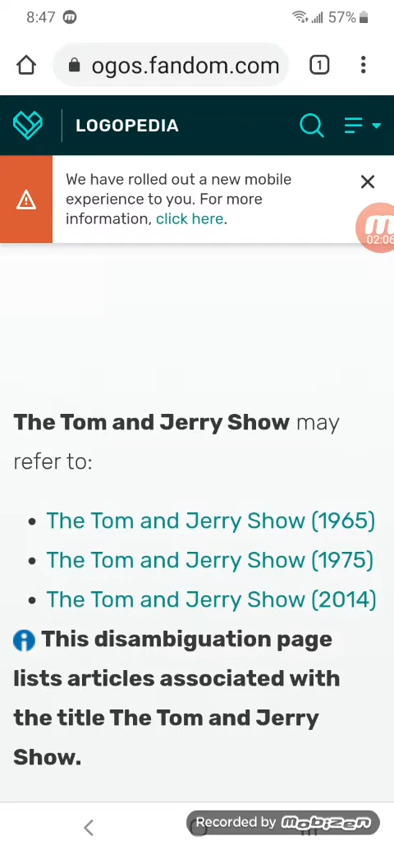 8:47 57%
ogos.fandom.com 1
LOGOPEDIA
We have rolled out a new mobile
experience to you. For more
information, click here.
02:06
The Tom and Jerry Show may
refer to:
• The Tom and Jerry Show (1965)
• The Tom and Jerry Show (1975)
• The Tom and Jerry Show (2014)
This disambiguation page
lists articles associated with
the title The Tom and Jerry
Show.
Recorded by mobizen